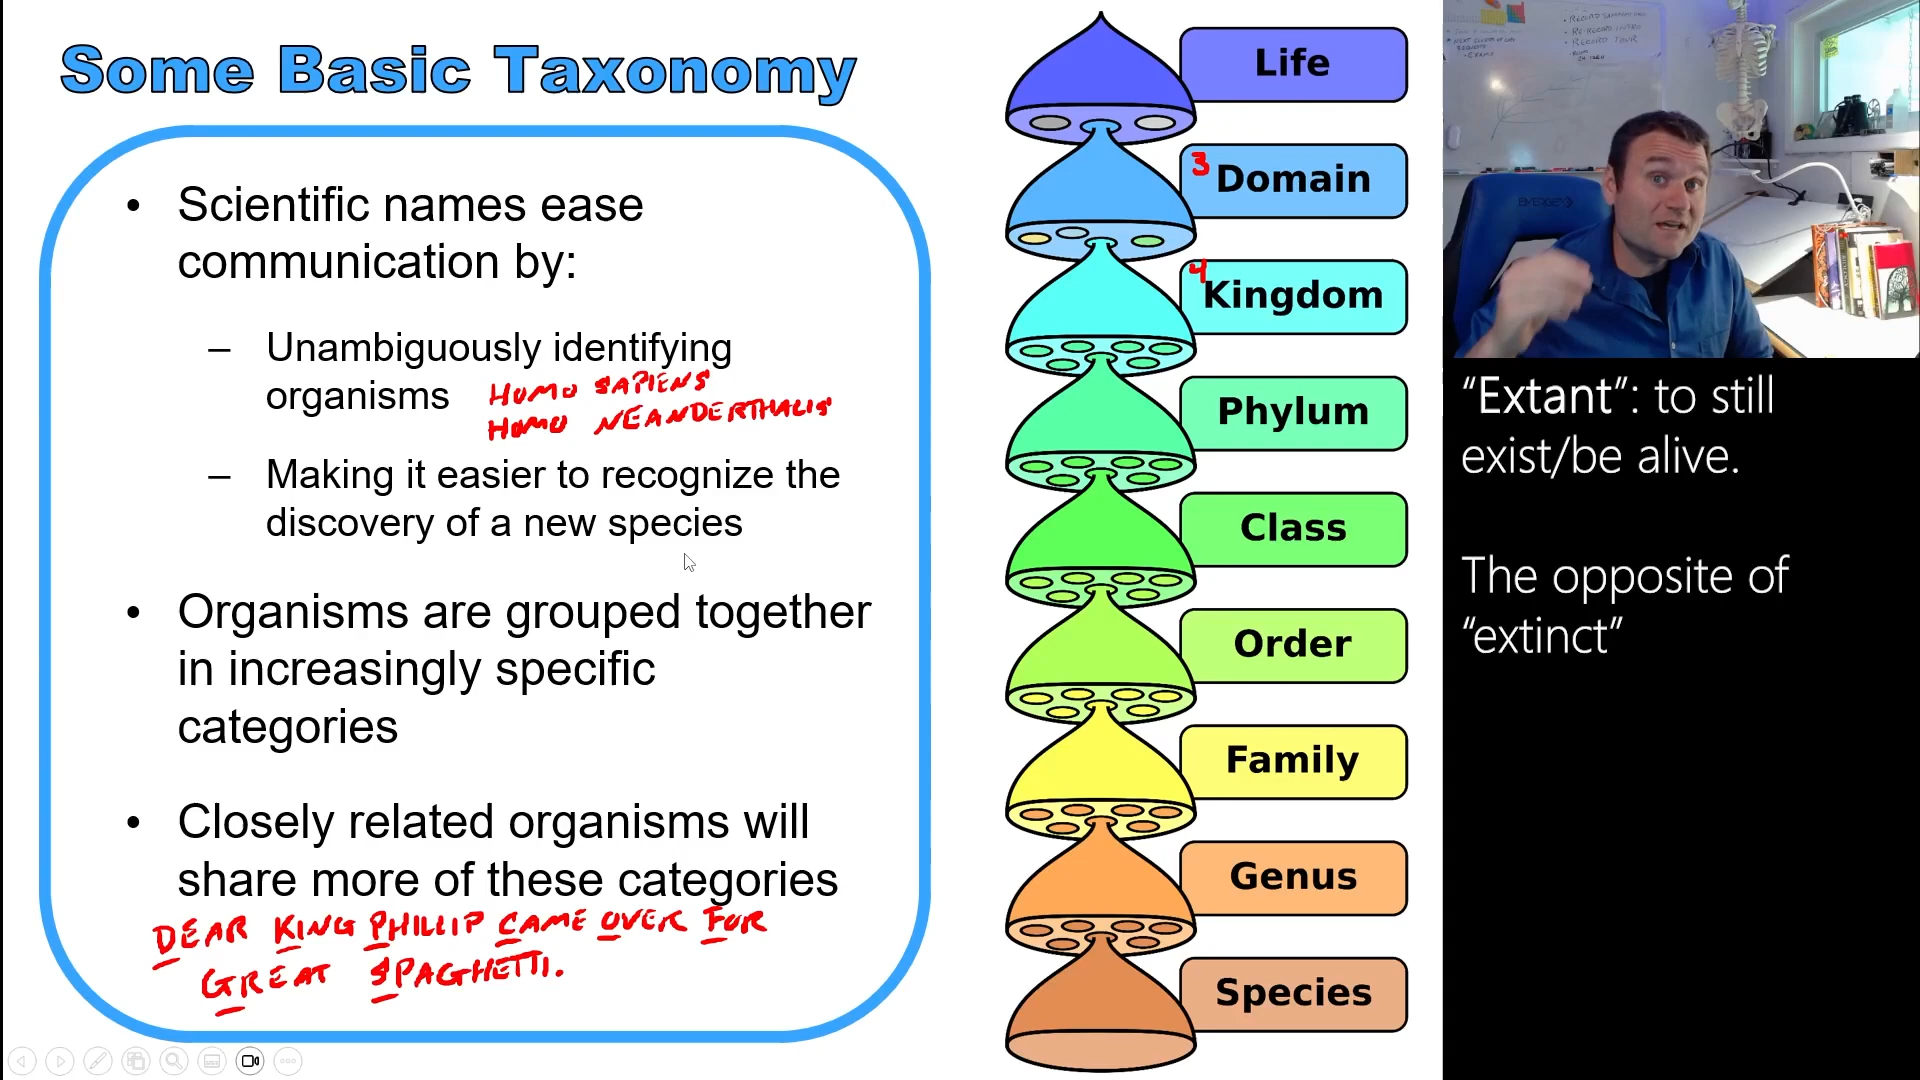 Some Basic Taxonomy
• Scientific names ease
communication by:
– Unambiguously identifying
organisms
HOMO SAPIENS
HOMO NEANDERTHALIS
– Making it easier to recognize the
discovery of a new species
• Organisms are grouped together
in increasingly specific
categories
• Closely related organisms will
share more of these categories
DEAR KING PHILLIP CAME OVER FOR
GREAT SPAGHETTI.
Life
3 Domain
4 Kingdom
Phylum
Class
Order
Family
Genus
Species
RECORD TOUR
“Extant”: to still
exist/be alive.
The opposite of
“extinct”